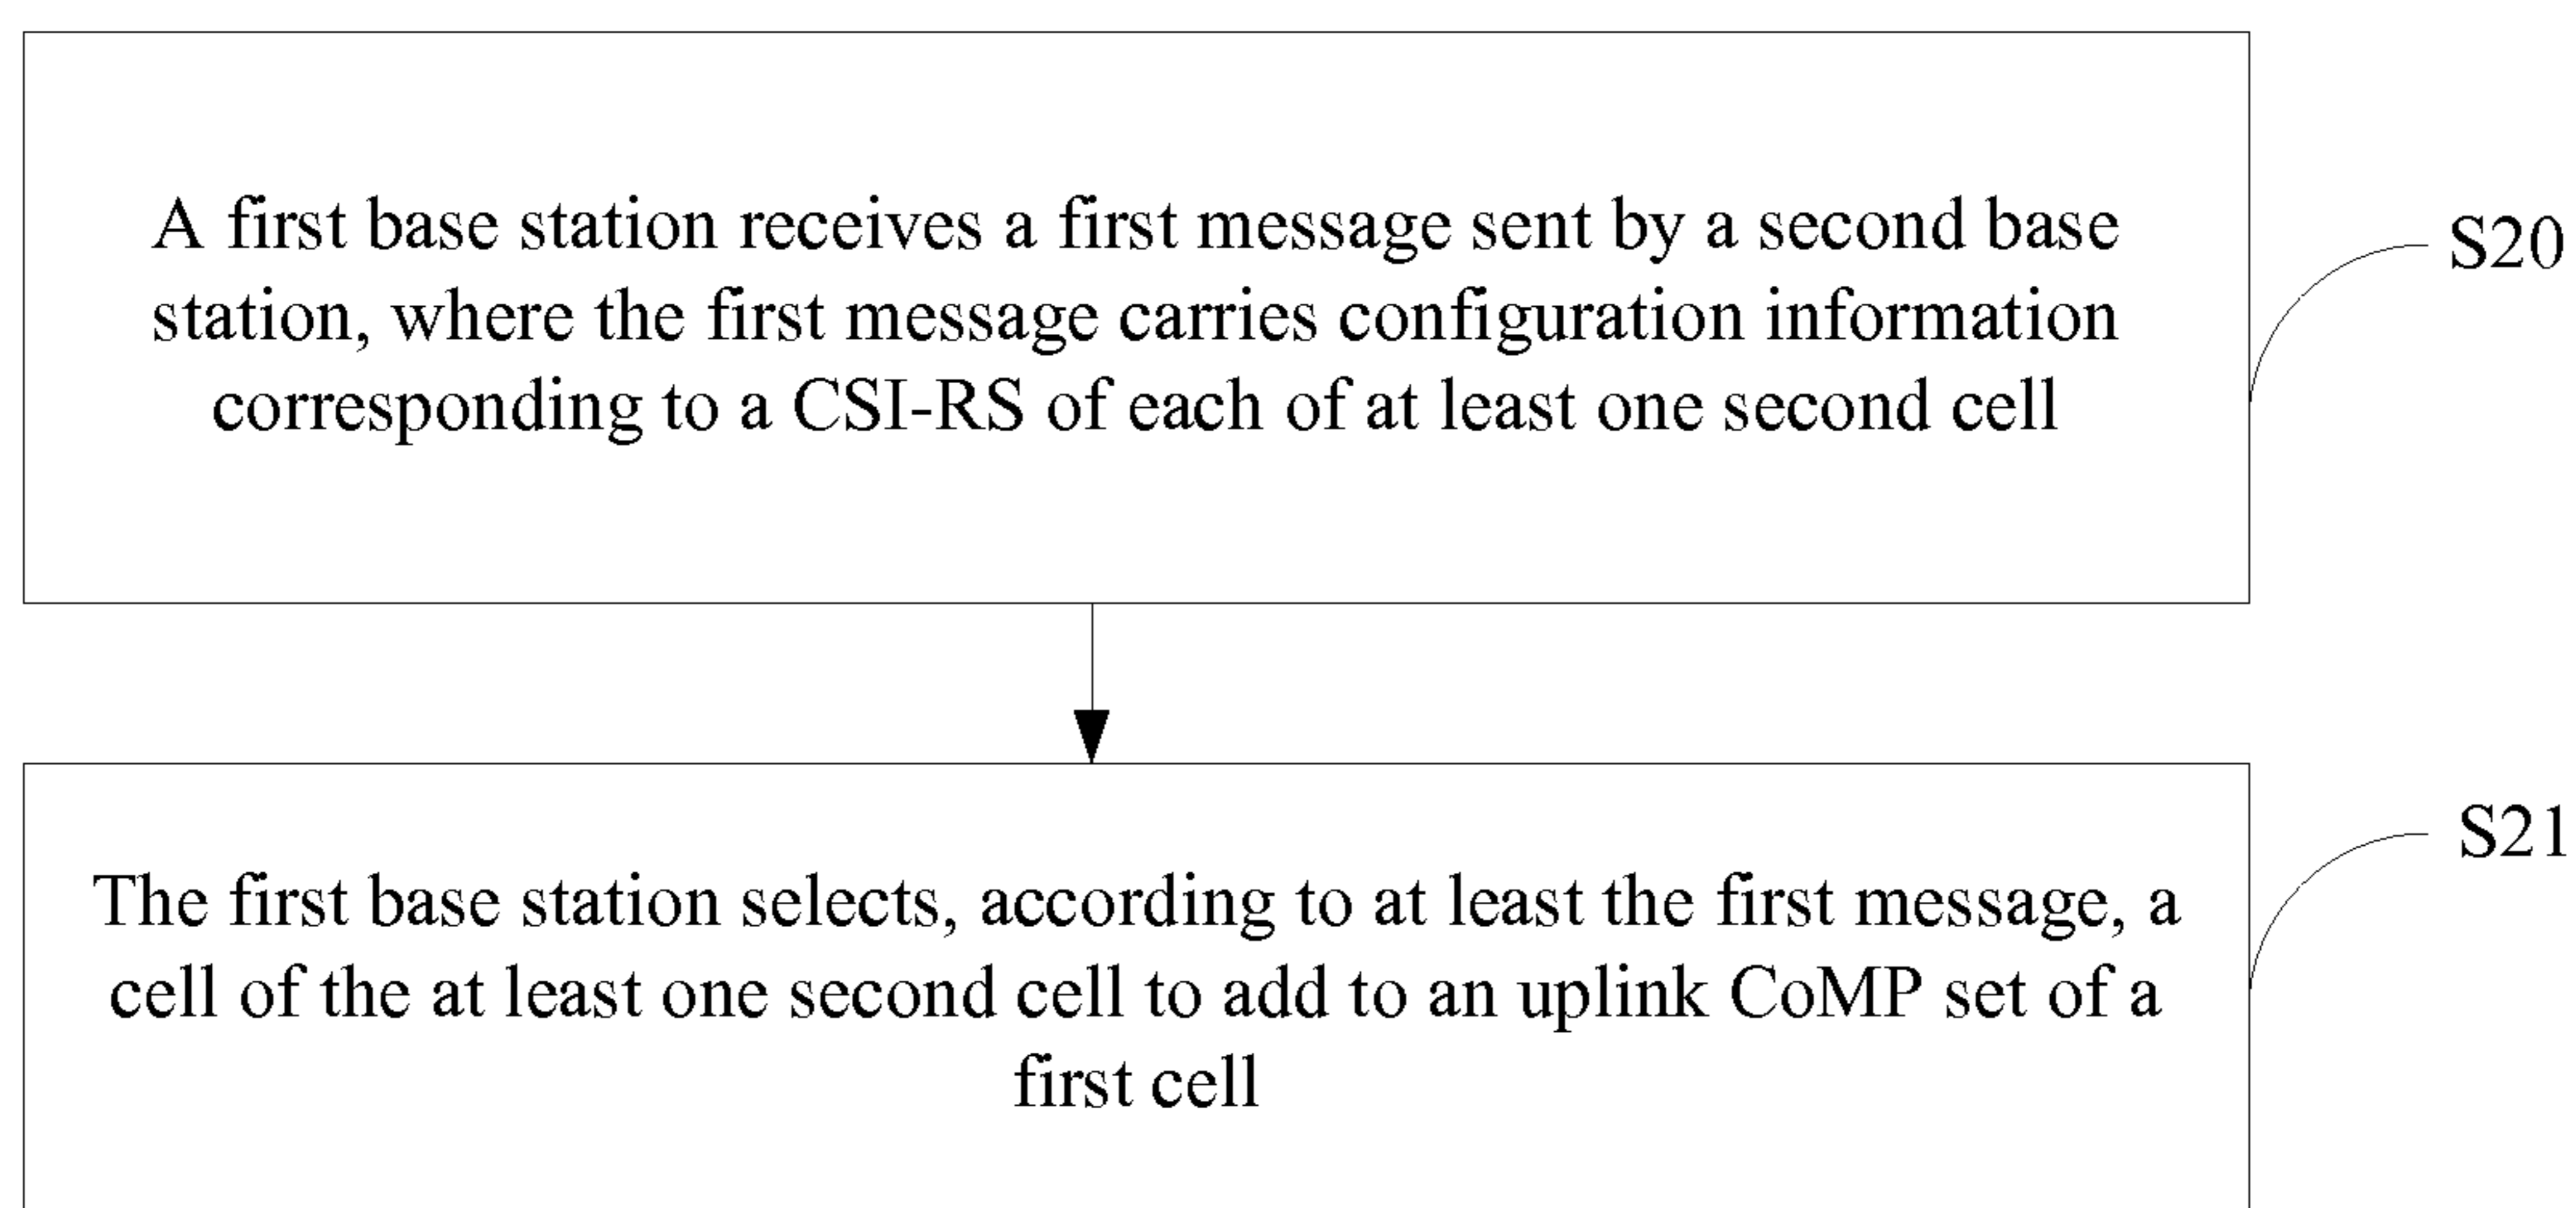 A first base station receives a first message sent by a second base
station, where the first message carries configuration information
corresponding to a CSI-RS of each of at least one second cell
S20
The first base station selects, according to at least the first message, a
cell of the at least one second cell to add to an uplink CoMP set of a
first cell
S21